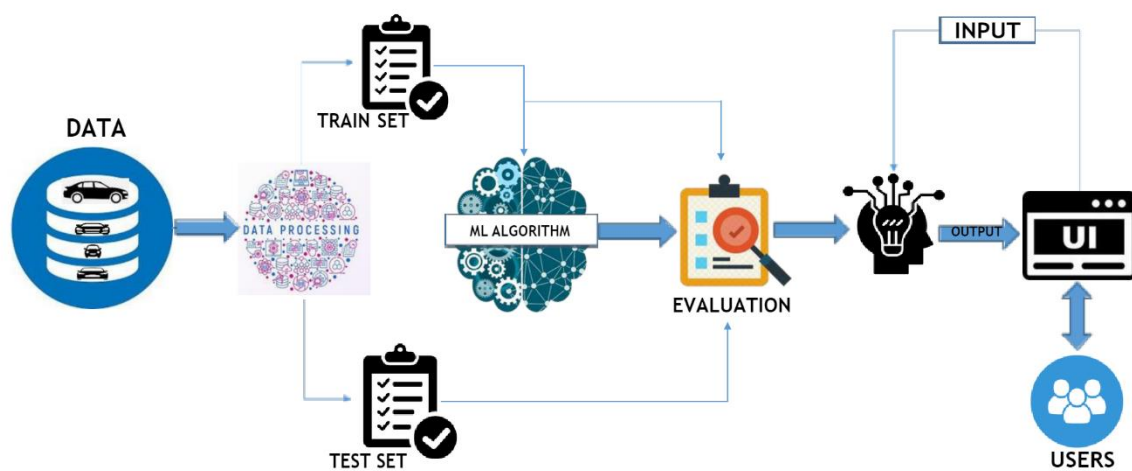 INPUT
TRAIN SET
DATA
DATA PROCESSING
ML ALGORITHM
OUTPUT
UI
EVALUATION
TEST SET
USERS